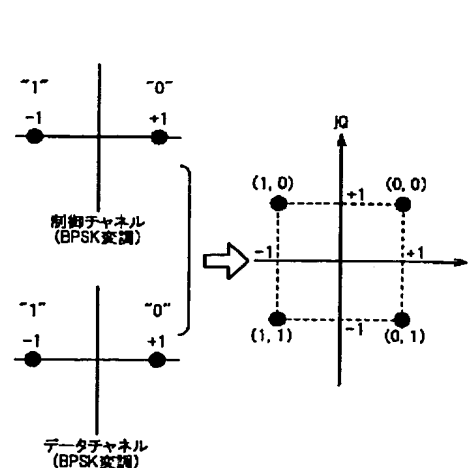 "1" "0"
-1 +1
制御チャネル
(BPSK変調)
"1" "0"
-1 +1
データチャネル
(BPSK変調)
jQ
(1, 0) (0, 0)
+1
-1 +1
-1
(1, 1) (0, 1)